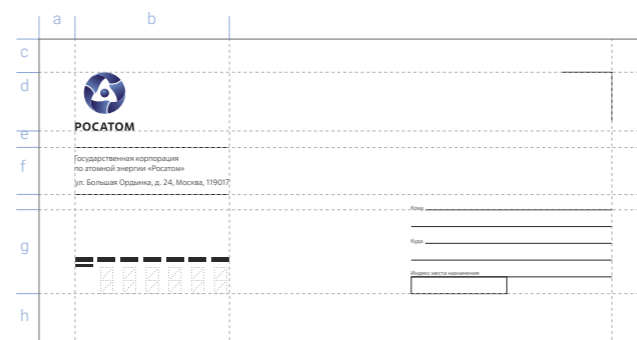 a b
c
d
e
РОСАТОМ
f
Государственная корпорация
по атомной энергии «Росатом»
ул. Большая Ордынка, д. 24, Москва, 119017
Кому
g
Куда
Индекс места назначения
h